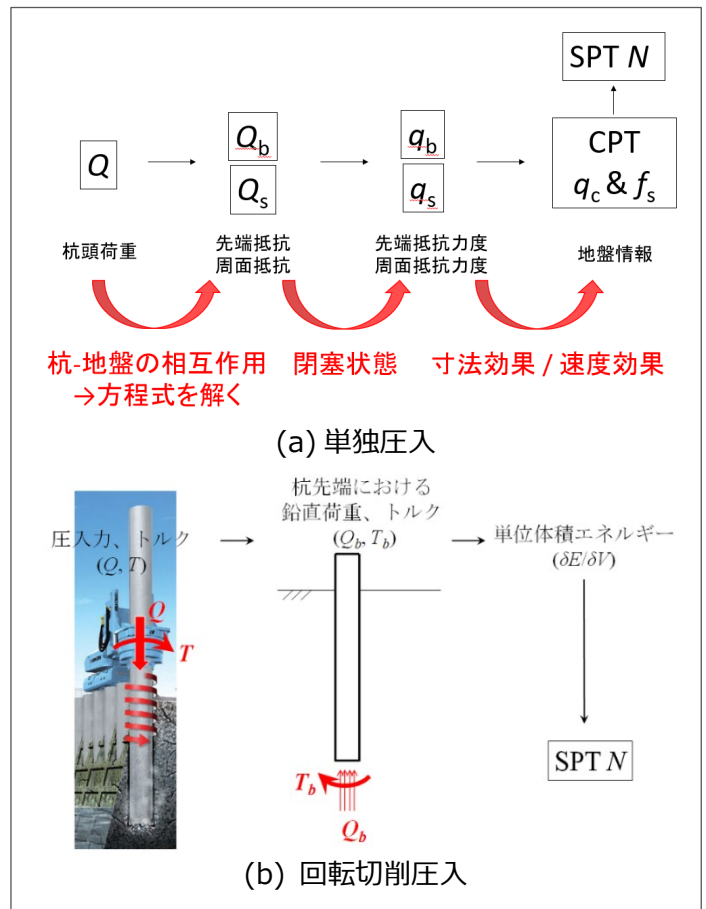 SPT N
Q
Qb
Qs
qb
qs
CPT
qc & fs
杭頭荷重
先端抵抗
周面抵抗
先端抵抗力度
周面抵抗力度
地盤情報
杭-地盤の相互作用
→方程式を解く
閉塞状態
寸法効果 / 速度効果
(a) 単独圧入
圧入力、トルク
(Q, T)
Q
T
杭先端における
鉛直荷重、トルク
(Qb, Tb)
Tb
Qb
単位体積エネルギー
(δE/δV)
SPT N
(b) 回転切削圧入